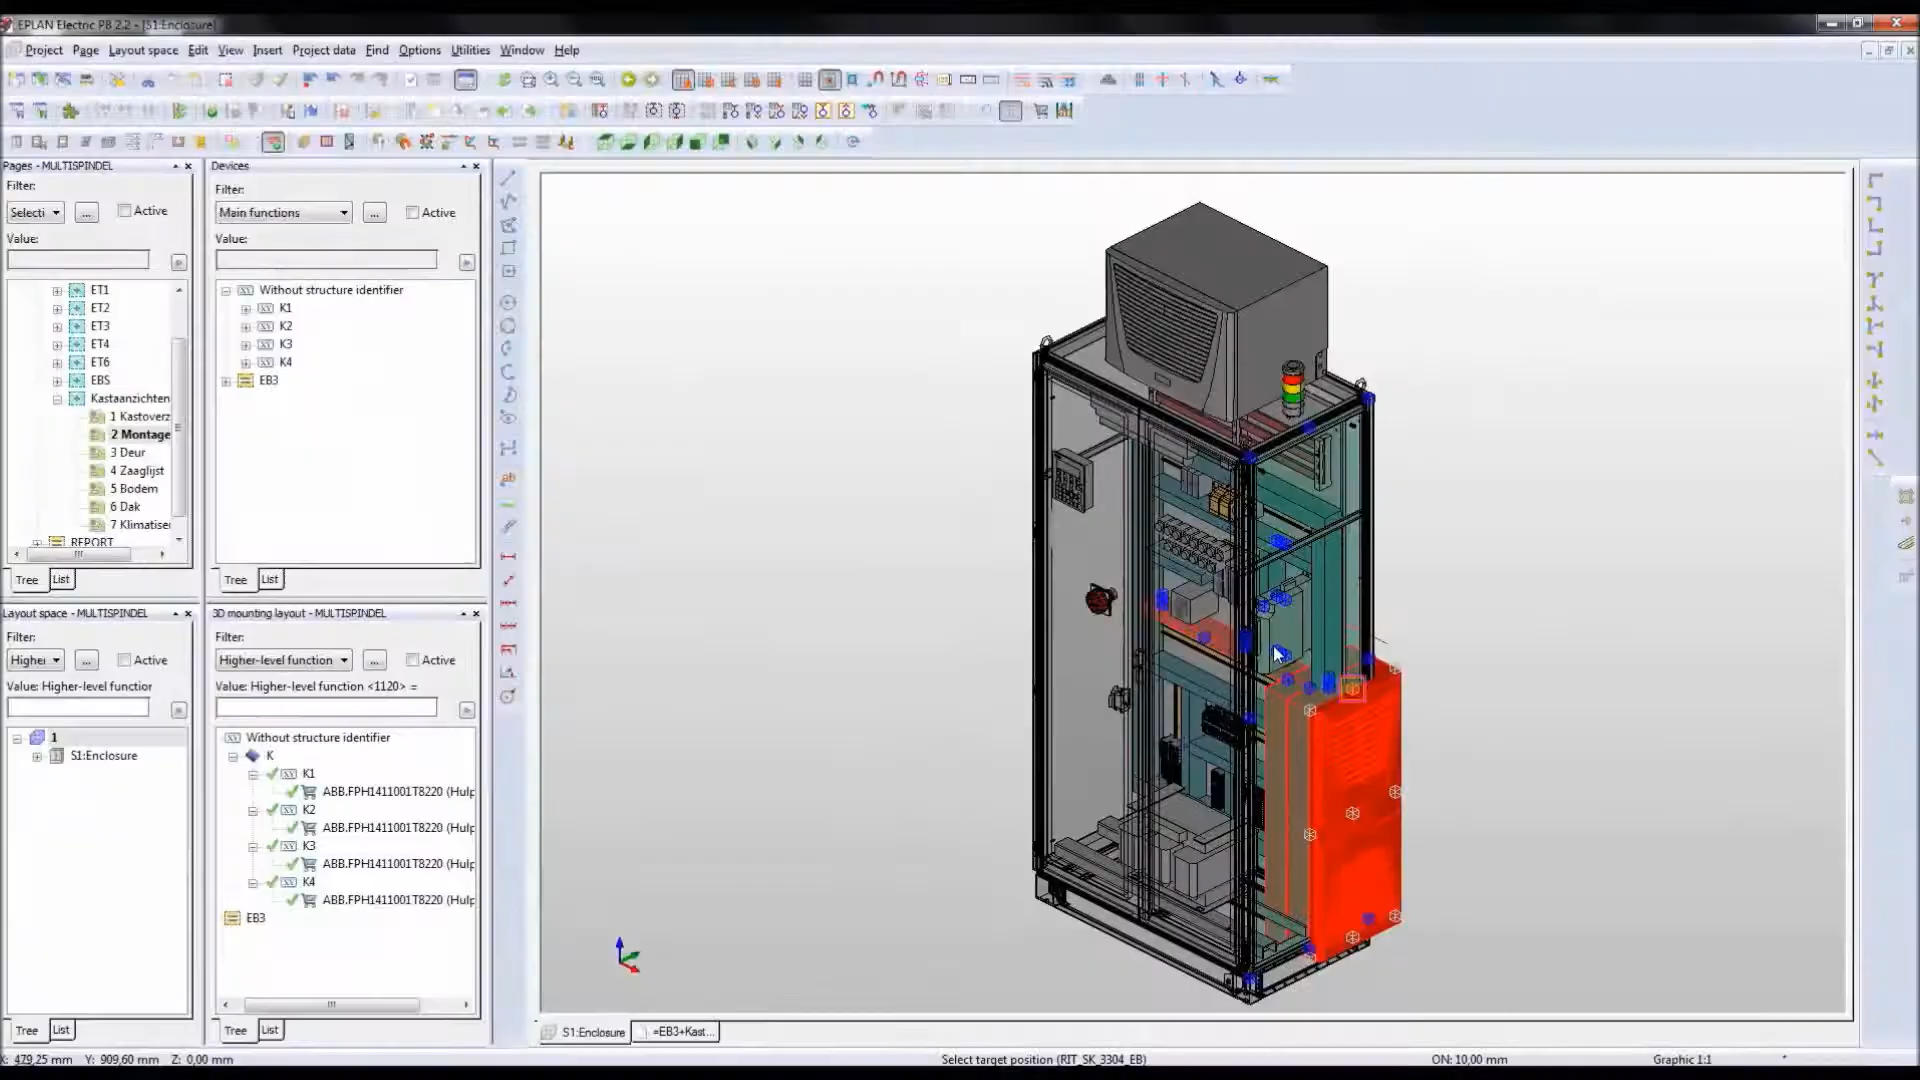 EPLAN Electric P8 2.2 - [S1:Enclosure]
Project Page Layout space Edit View Insert Project data Find Options Utilities Window Help
Pages - MULTISPINDEL
Filter:
Selecti ... Active
Value:
ET1
ET2
ET3
ET4
ET6
EBS
Kastaanzichten
1 Kastoverz
2 Montage
3 Deur
4 Zaaglijst
5 Bodem
6 Dak
7 Klimatise
REPORT
Tree List
Devices
Filter:
Main functions ... Active
Value:
Without structure identifier
K1
K2
K3
K4
EB3
Tree List
Layout space - MULTISPINDEL
Filter:
Higher ... Active
Value: Higher-level function
1
S1:Enclosure
Tree List
3D mounting layout - MULTISPINDEL
Filter:
Higher-level function ... Active
Value: Higher-level function <1120> =
Without structure identifier
K
K1
ABB.FPH1411001T8220 (Hulp
K2
ABB.FPH1411001T8220 (Hulp
K3
ABB.FPH1411001T8220 (Hulp
K4
ABB.FPH1411001T8220 (Hulp
EB3
Tree List
S1:Enclosure =EB3+Kast...
X: 479,25 mm Y: 909,60 mm Z: 0,00 mm
Select target position (RIT_SK_3304_EB)
ON: 10,00 mm
Graphic 1:1